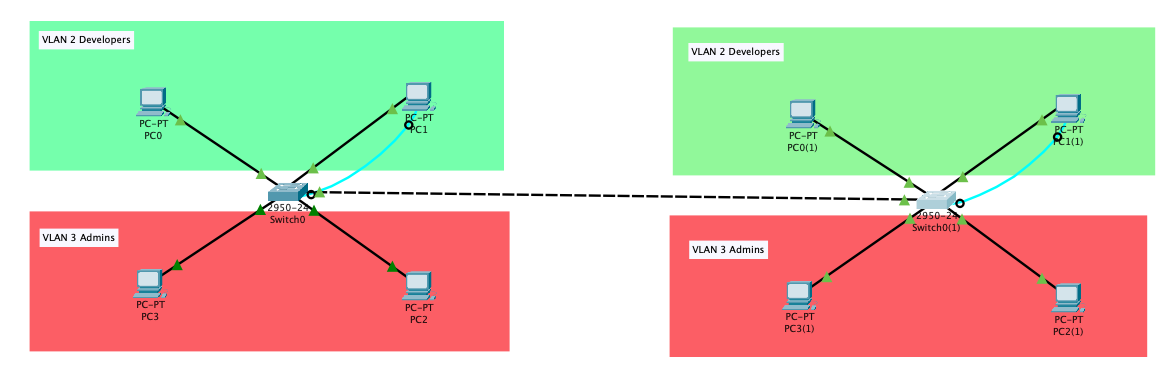 VLAN 2 Developers
PC-PT
PC0
PC-PT
PC1
2950-24
Switch0
VLAN 3 Admins
PC-PT
PC3
PC-PT
PC2
VLAN 2 Developers
PC-PT
PC0(1)
PC-PT
PC1(1)
2950-24
Switch0(1)
VLAN 3 Admins
PC-PT
PC3(1)
PC-PT
PC2(1)